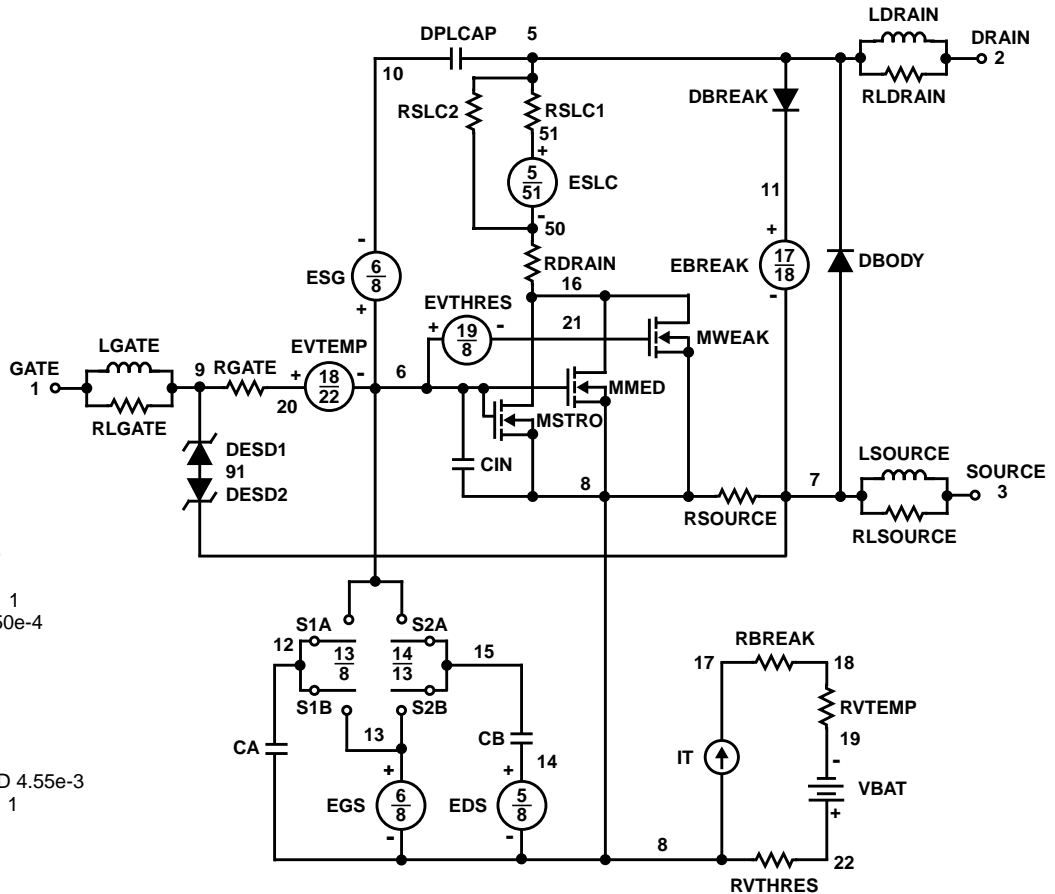 LDRAIN
DPLCAP 5 DRAIN
10 2
RSLC1 DBREAK RLDRAIN
RSLC2
51
+
5
51
ESLC
11
-
50
-
RDRAIN
+
6
8
ESG
EBREAK
17
18
DBODY
+
16
-
EVTHRES
+
19
8
-
21
MWEAK
LGATE
EVTEMP
GATE
1
9
RGATE
+
18
22
-
6
20
MMED
RLGATE
MSTRO
DESD1
91
DESD2
CIN
LSOURCE
8
7
SOURCE
3
RSOURCE
RLSOURCE
1
50e-4
S1A
S2A
12
13
8
14
13
15
S1B
S2B
13
CA
CB
14
+
6
8
-
EGS
+
5
8
-
EDS
RBREAK
17
18
RVTEMP
19
IT
-
VBAT
+
8
22
RVTHRES
D 4.55e-3
1